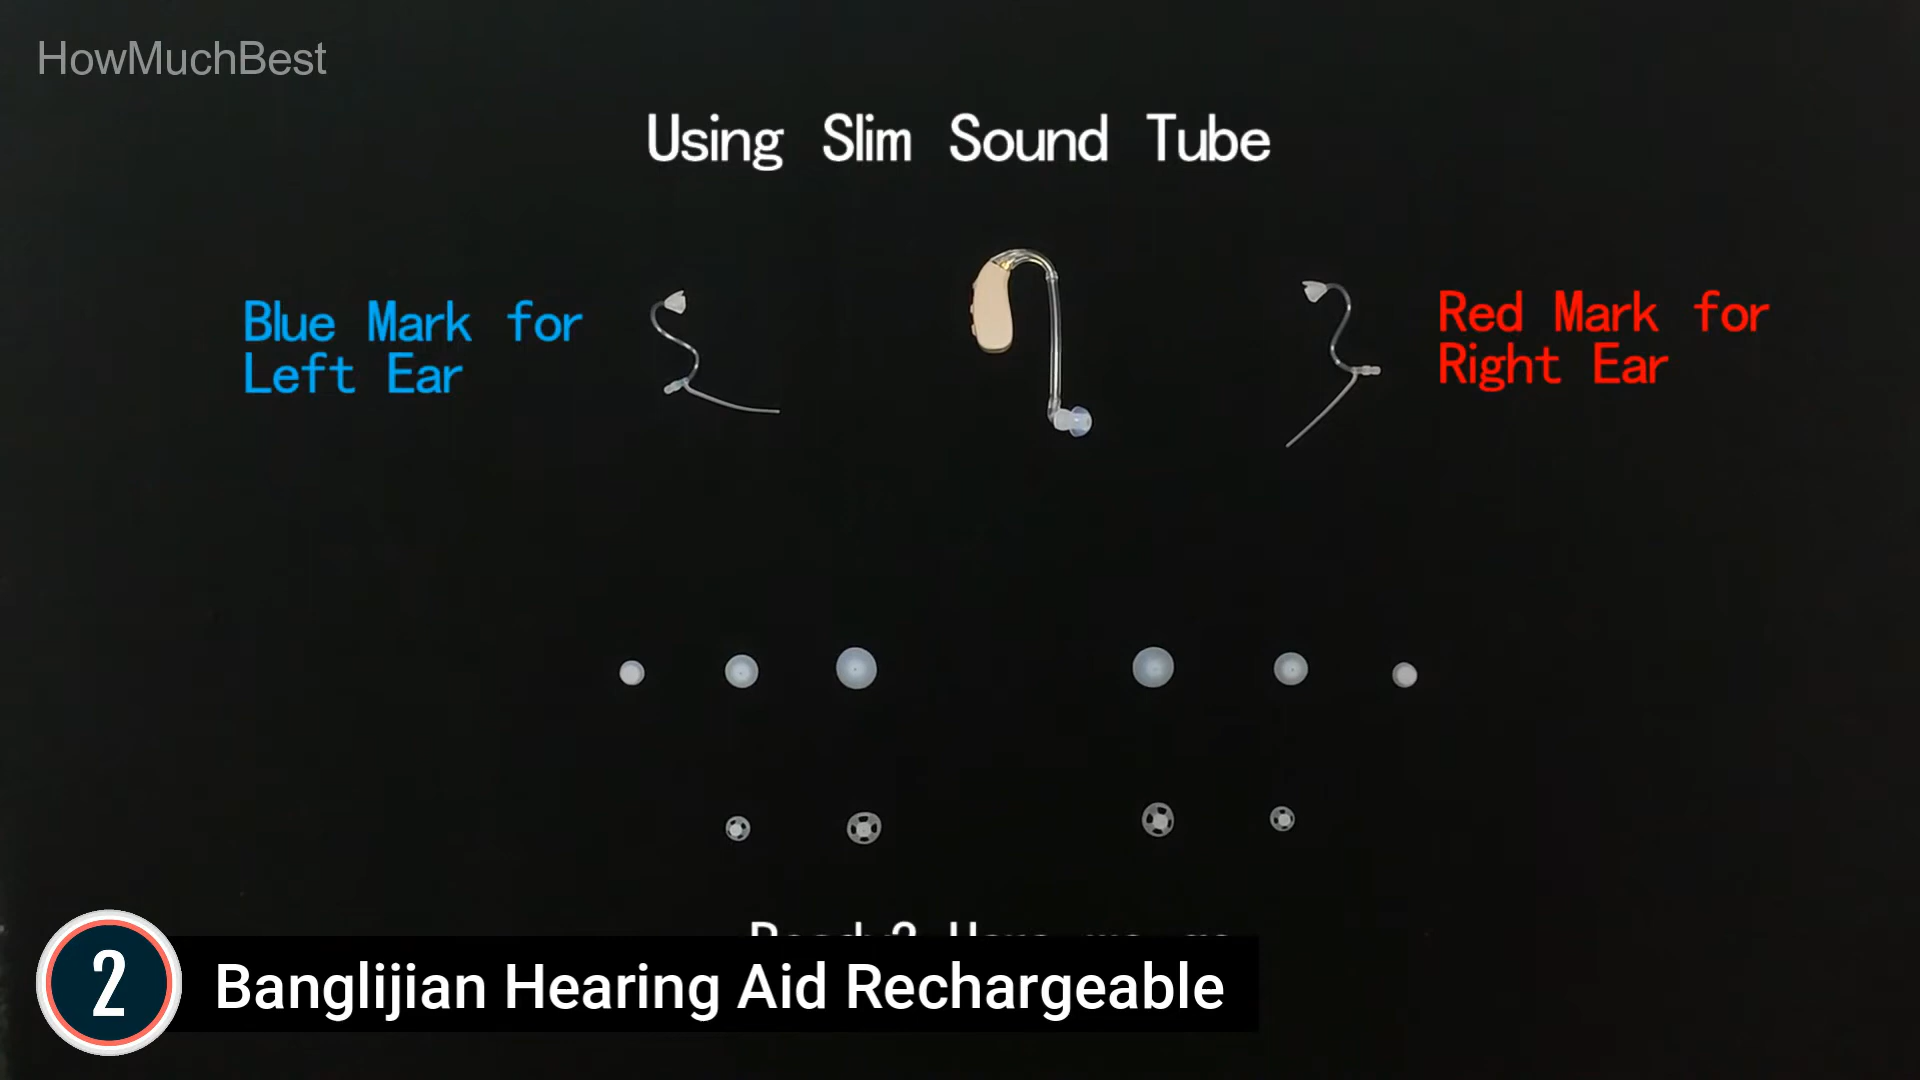 HowMuchBest
Using Slim Sound Tube
Blue Mark for
Left Ear
Red Mark for
Right Ear
2
Banglijian Hearing Aid Rechargeable